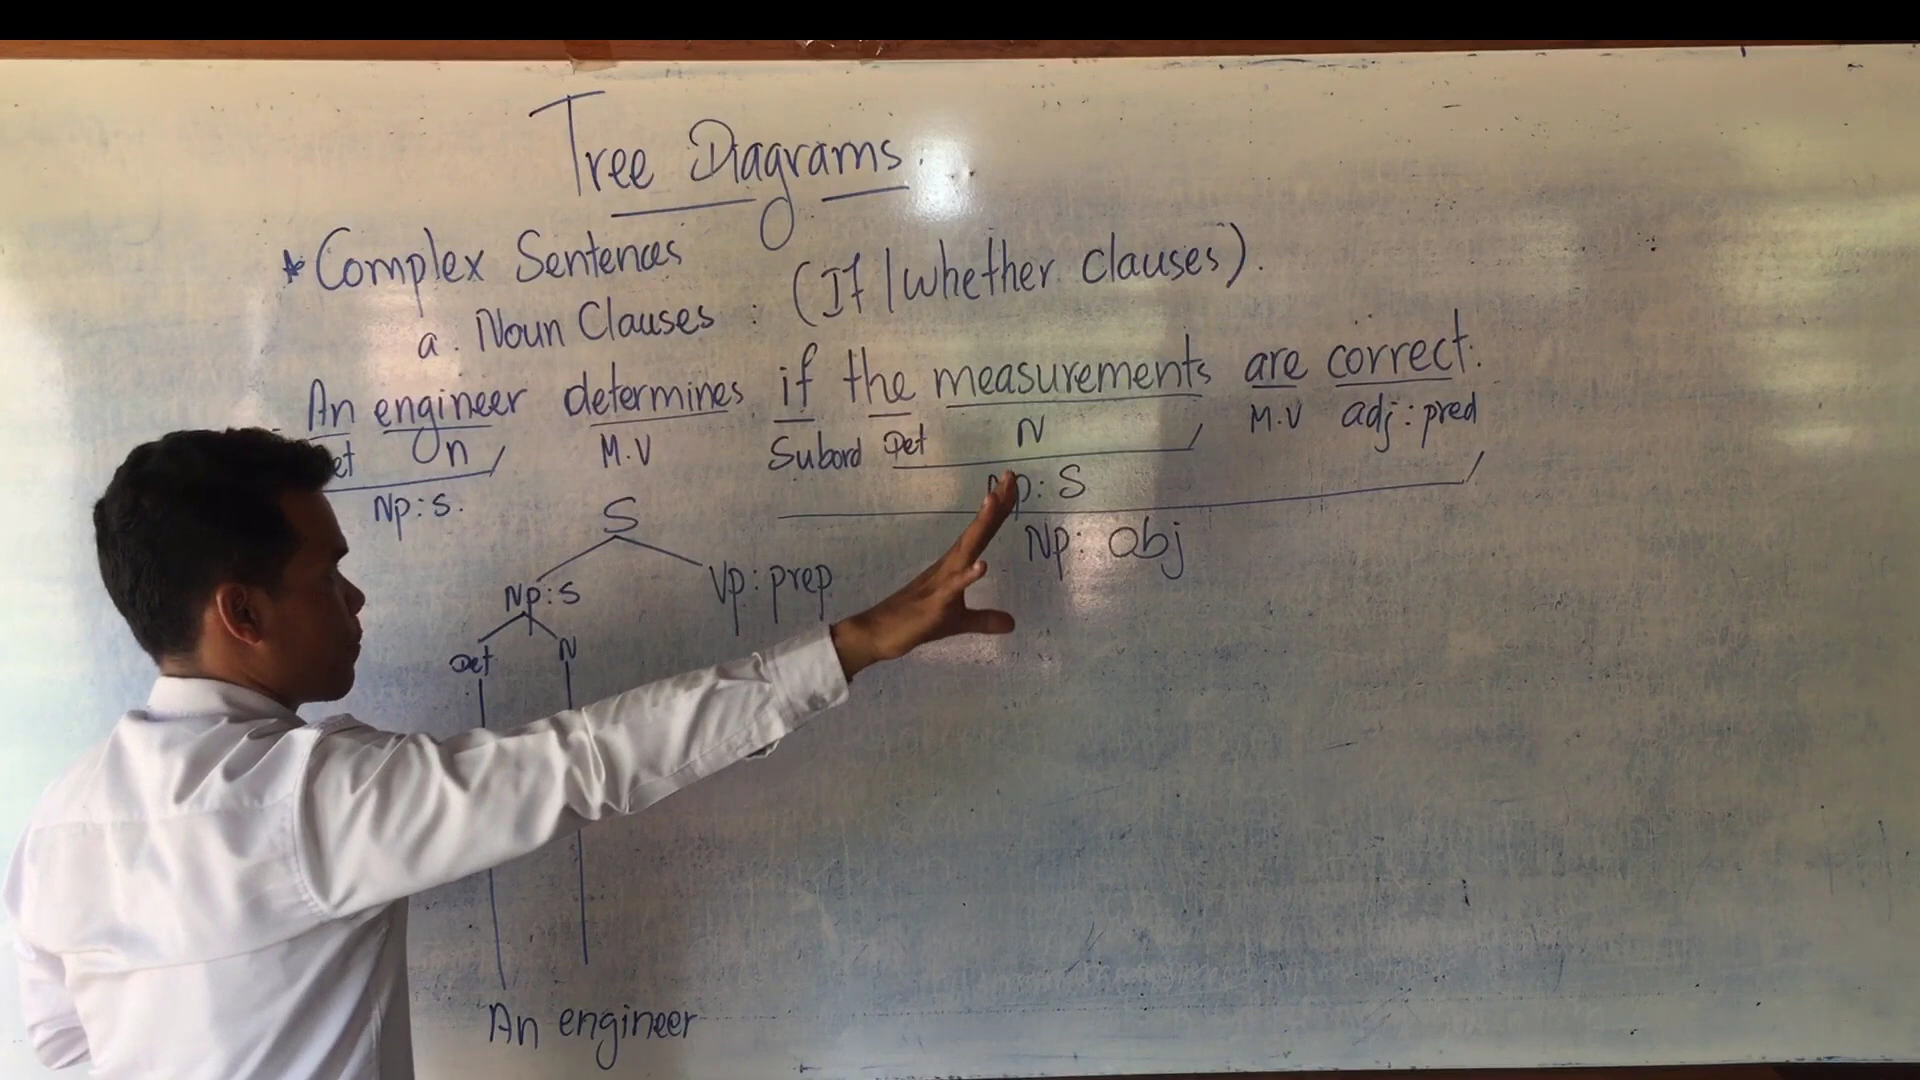 Tree Diagrams.
* Complex Sentences
a. Noun Clauses : (If / whether clauses).
An engineer determines if the measurements are correct.
et n M.V Subord Det N M.V adj: pred
Np: S. Np: S
Np: obj
S
Np: S Vp: prep
Det N
An engineer